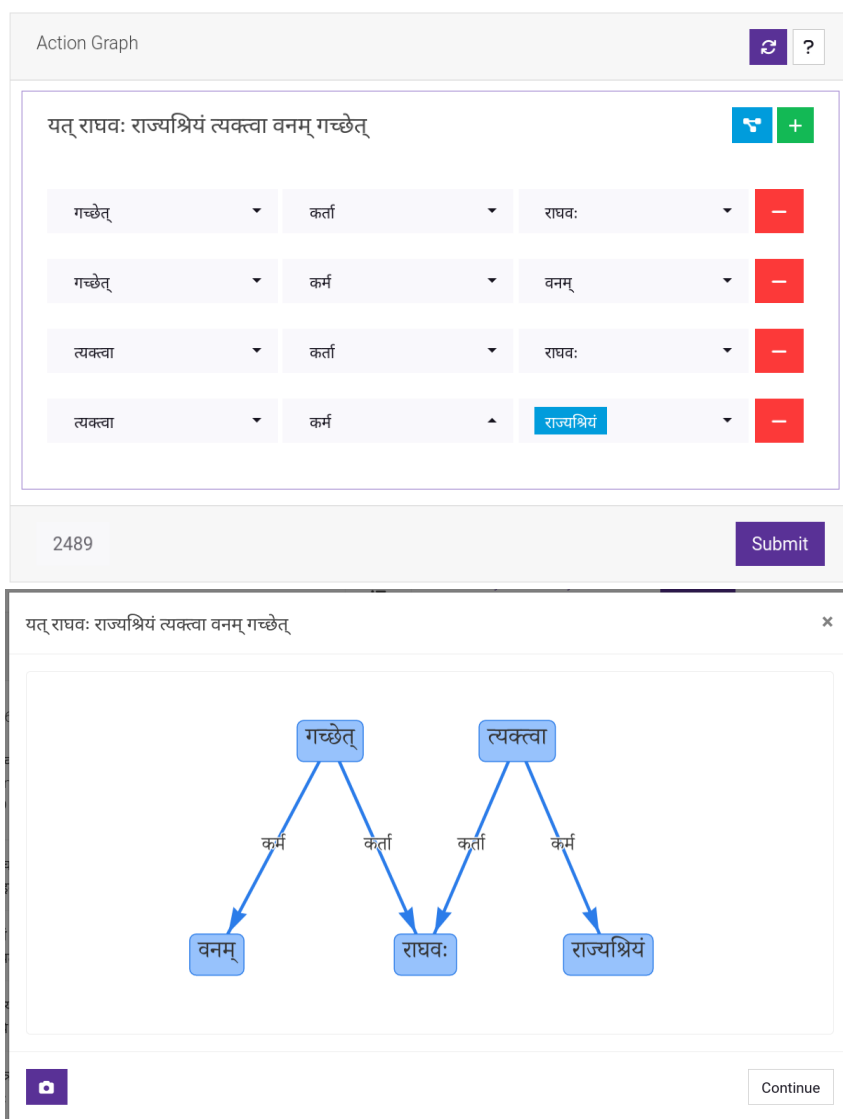 Action Graph
?
यत् राघवः राज्यश्रियं त्यक्त्वा वनम् गच्छेत्
गच्छेत् कर्ता राघवः
गच्छेत् कर्म वनम्
त्यक्त्वा कर्ता राघवः
त्यक्त्वा कर्म राज्यश्रियं
2489 Submit
यत् राघवः राज्यश्रियं त्यक्त्वा वनम् गच्छेत् ×
गच्छेत् त्यक्त्वा
कर्म कर्ता कर्ता कर्म
वनम् राघवः राज्यश्रियं
Continue